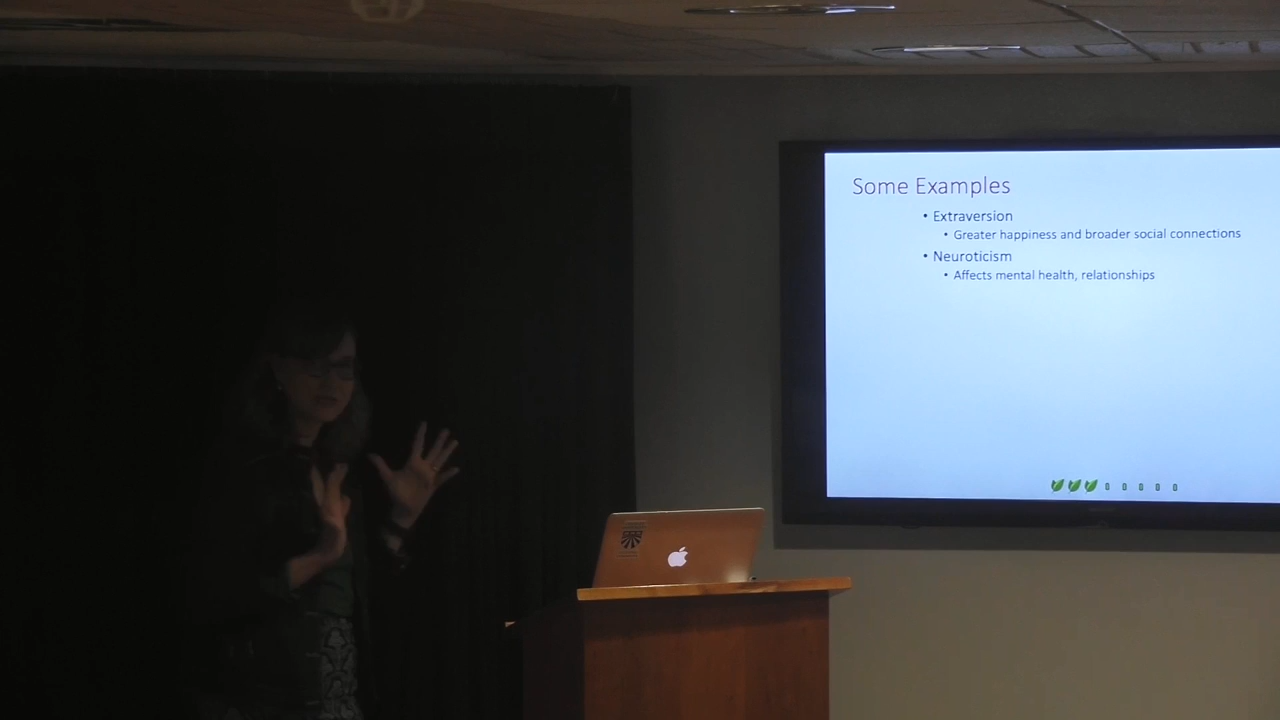 Some Examples
• Extraversion
• Greater happiness and broader social connections
• Neuroticism
• Affects mental health, relationships